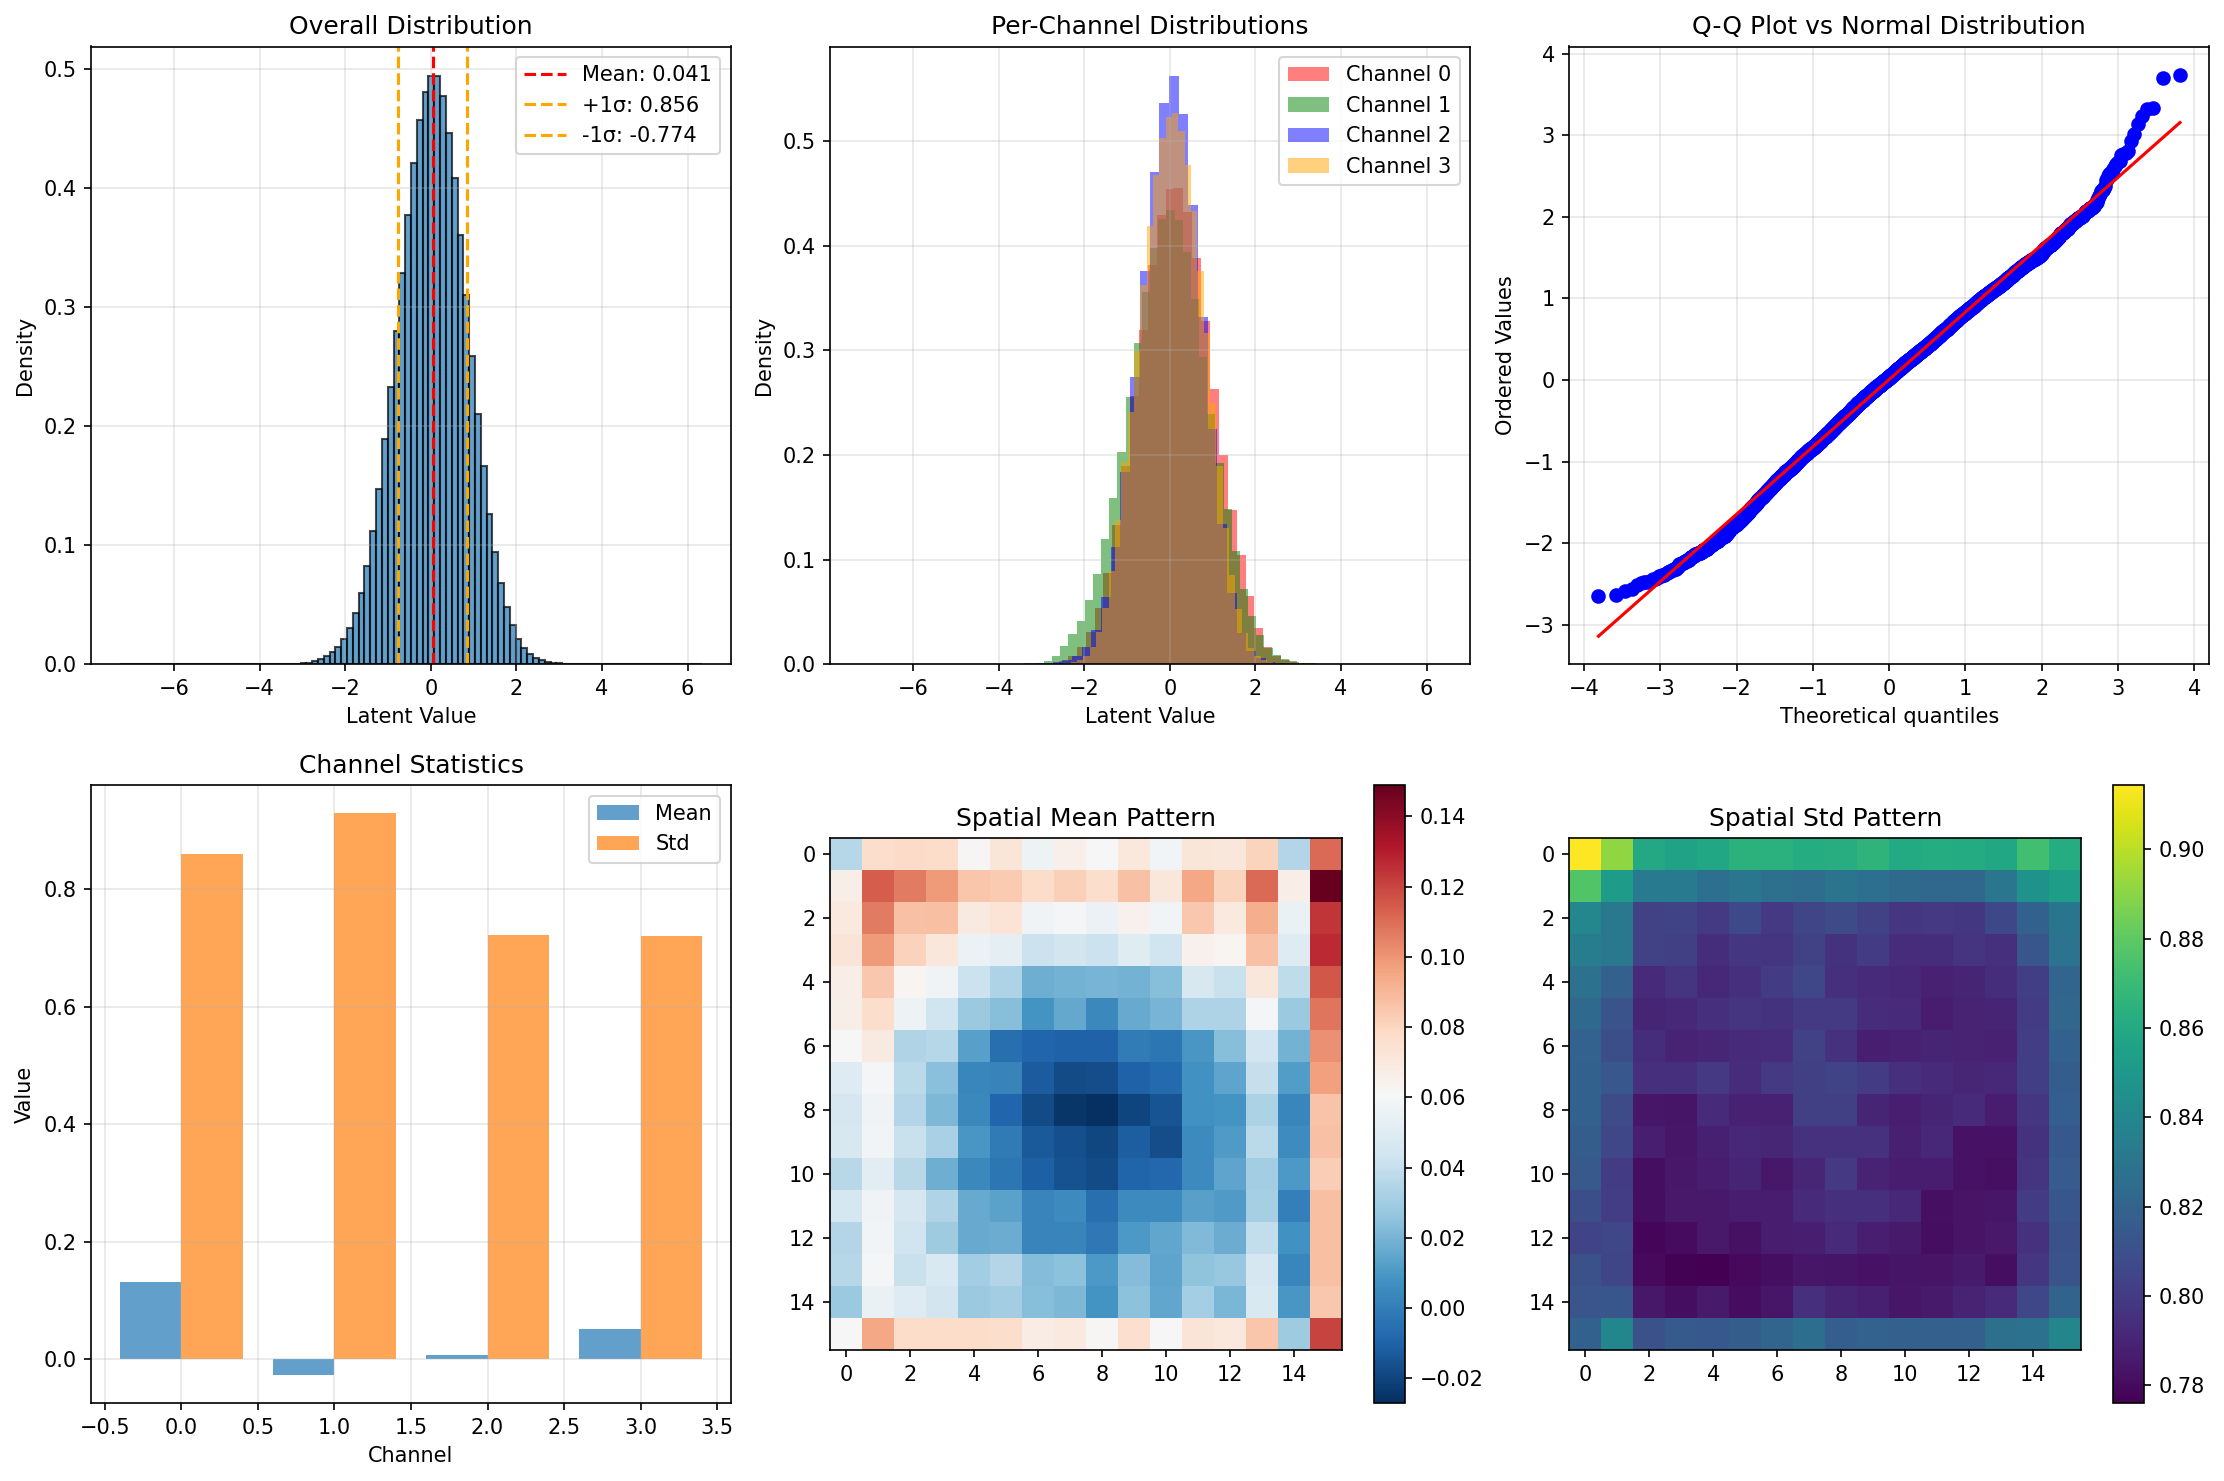 Overall Distribution
0.5
0.4
0.3
0.2
0.1
0.0
Density
−6 −4 −2 0 2 4 6
Latent Value
Mean: 0.041
+1σ: 0.856
-1σ: -0.774
Per-Channel Distributions
0.5
0.4
0.3
0.2
0.1
0.0
Density
−6 −4 −2 0 2 4 6
Latent Value
Channel 0
Channel 1
Channel 2
Channel 3
Q-Q Plot vs Normal Distribution
4
3
2
1
0
−1
−2
−3
Ordered Values
−4 −3 −2 −1 0 1 2 3 4
Theoretical quantiles
Channel Statistics
0.8
0.6
0.4
0.2
0.0
Value
−0.5 0.0 0.5 1.0 1.5 2.0 2.5 3.0 3.5
Channel
Mean
Std
Spatial Mean Pattern
0
2
4
6
8
10
12
14
0 2 4 6 8 10 12 14
0.14
0.12
0.10
0.08
0.06
0.04
0.02
0.00
−0.02
Spatial Std Pattern
0
2
4
6
8
10
12
14
0 2 4 6 8 10 12 14
0.90
0.88
0.86
0.84
0.82
0.80
0.78